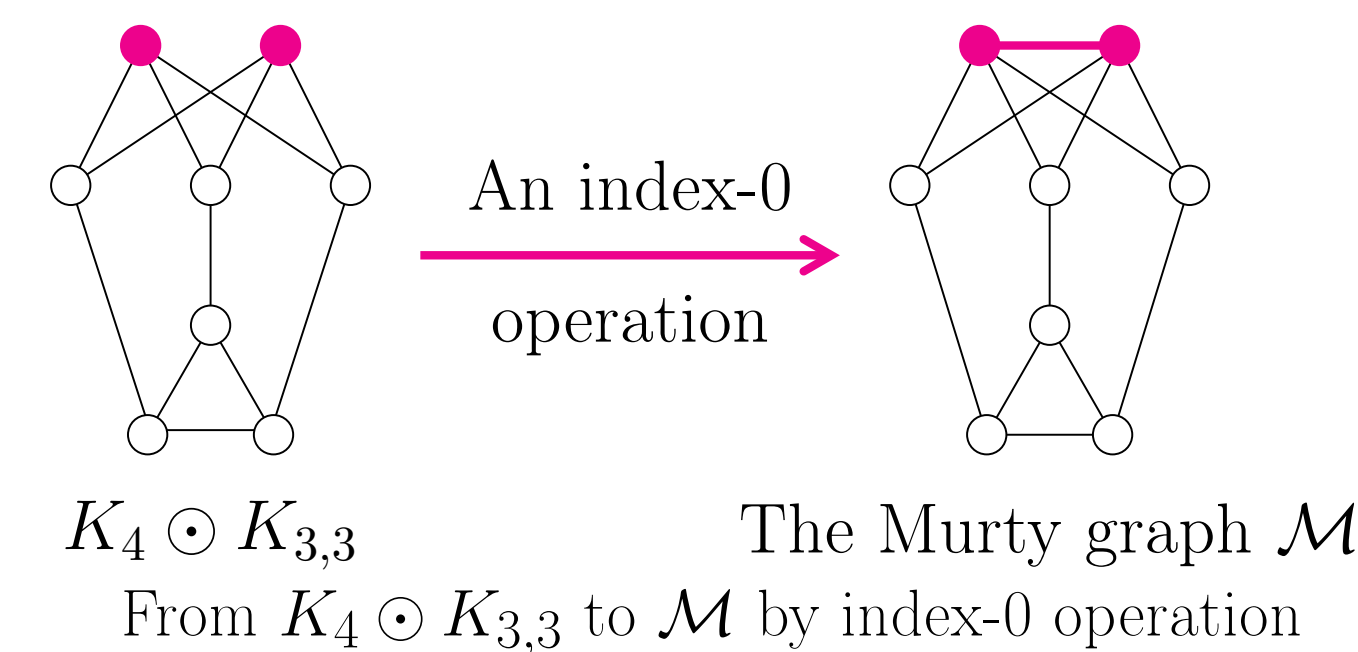 An index-0
operation
K₄ ⊙ K₃,₃
The Murty graph ℳ
From K₄ ⊙ K₃,₃ to ℳ by index-0 operation